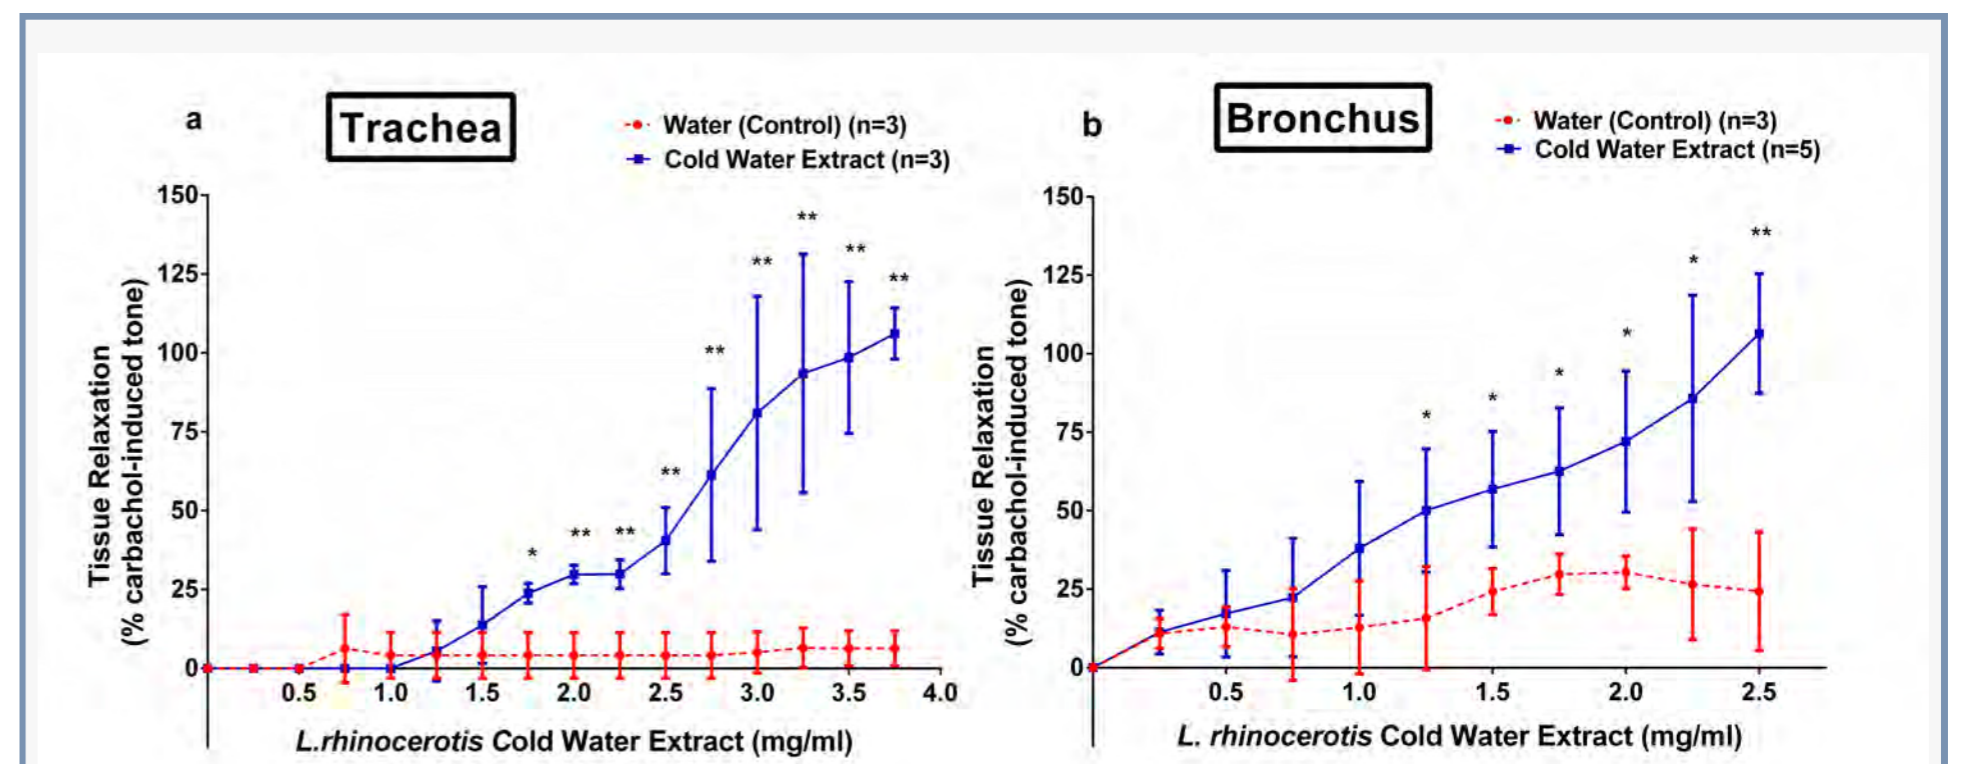 a
Trachea
Water (Control) (n=3)
Cold Water Extract (n=3)
150
125
100
75
50
25
0
Tissue Relaxation
(% carbachol-induced tone)
*
**
**
**
**
**
**
**
**
0.5 1.0 1.5 2.0 2.5 3.0 3.5 4.0
L.rhinocerotis Cold Water Extract (mg/ml)
b
Bronchus
Water (Control) (n=3)
Cold Water Extract (n=5)
150
125
100
75
50
25
0
Tissue Relaxation
(% carbachol-induced tone)
*
*
*
*
*
**
0.5 1.0 1.5 2.0 2.5
L. rhinocerotis Cold Water Extract (mg/ml)